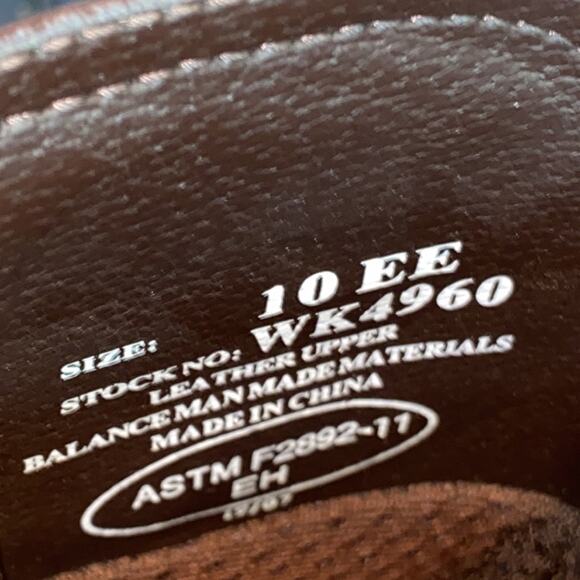 SIZE: 10 EE
STOCK NO: WK4960
LEATHER UPPER
BALANCE MAN MADE MATERIALS
MADE IN CHINA
ASTM F2892-11
EH